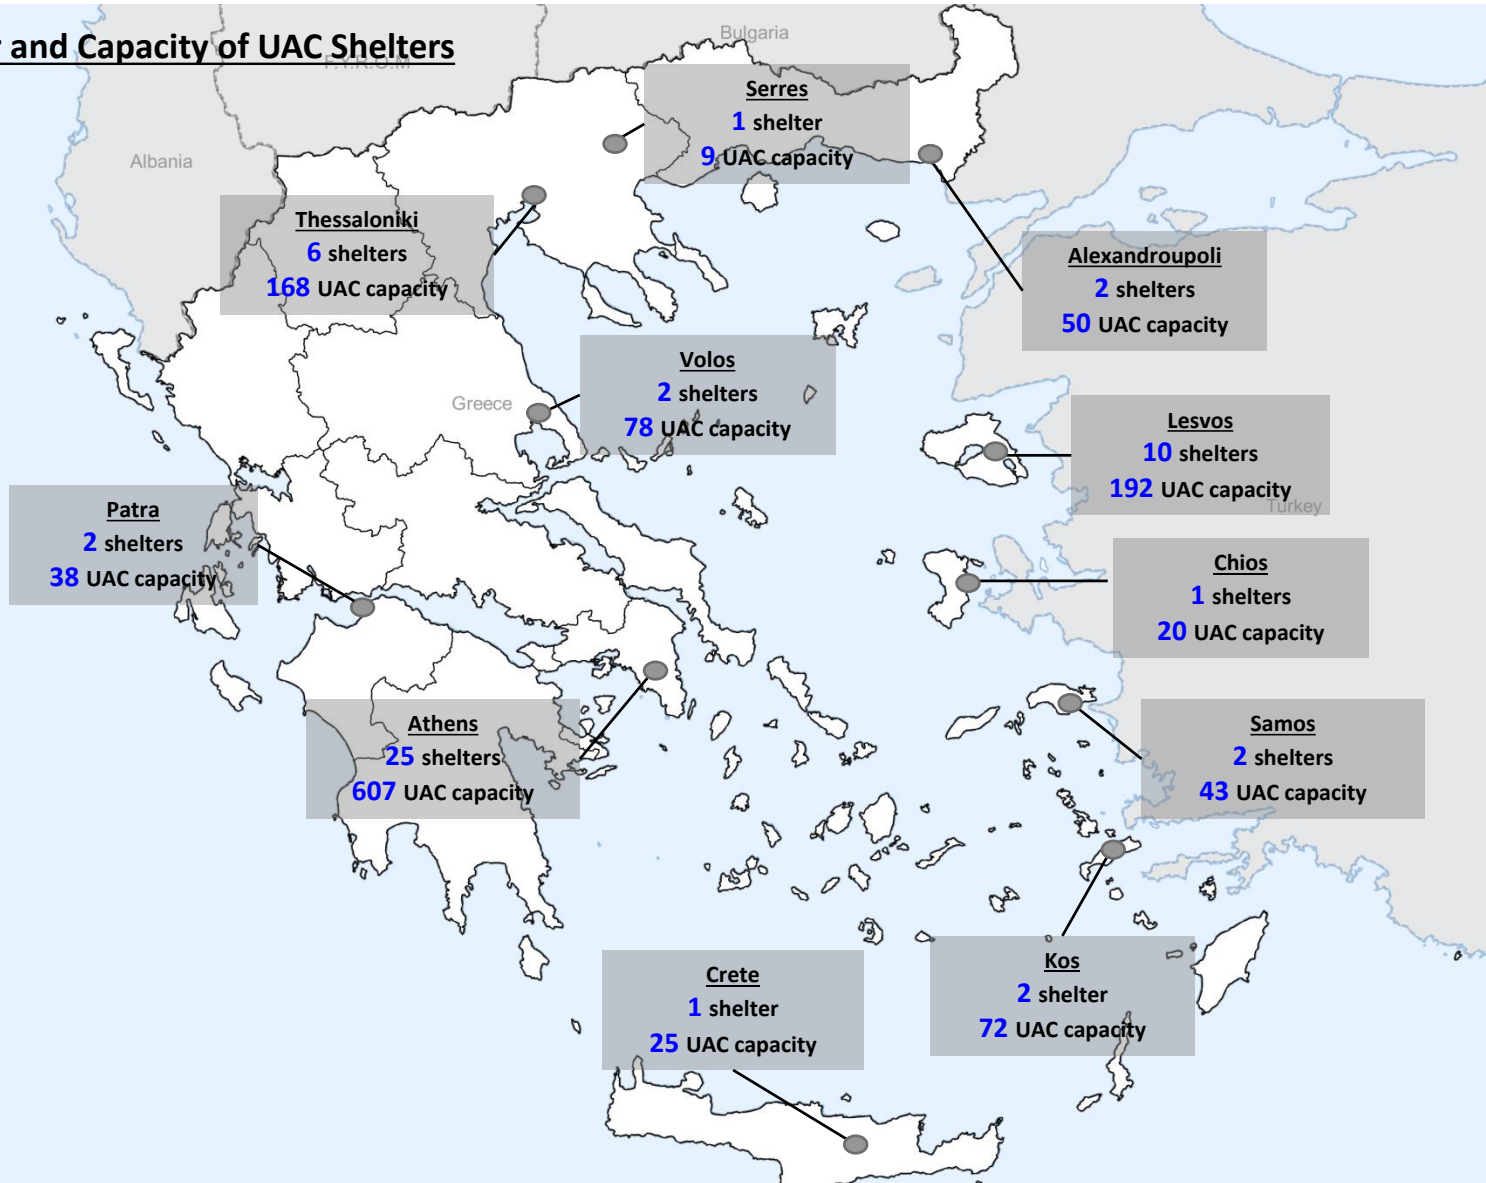 and Capacity of UAC Shelters
Bulgaria
F.Y.R.O.M
Albania
Serres
1 shelter
9 UAC capacity
Thessaloniki
6 shelters
168 UAC capacity
Alexandroupoli
2 shelters
50 UAC capacity
Volos
2 shelters
78 UAC capacity
Greece
Lesvos
10 shelters
192 UAC capacity
Turkey
Patra
2 shelters
38 UAC capacity
Chios
1 shelters
20 UAC capacity
Athens
25 shelters
607 UAC capacity
Samos
2 shelters
43 UAC capacity
Crete
1 shelter
25 UAC capacity
Kos
2 shelter
72 UAC capacity